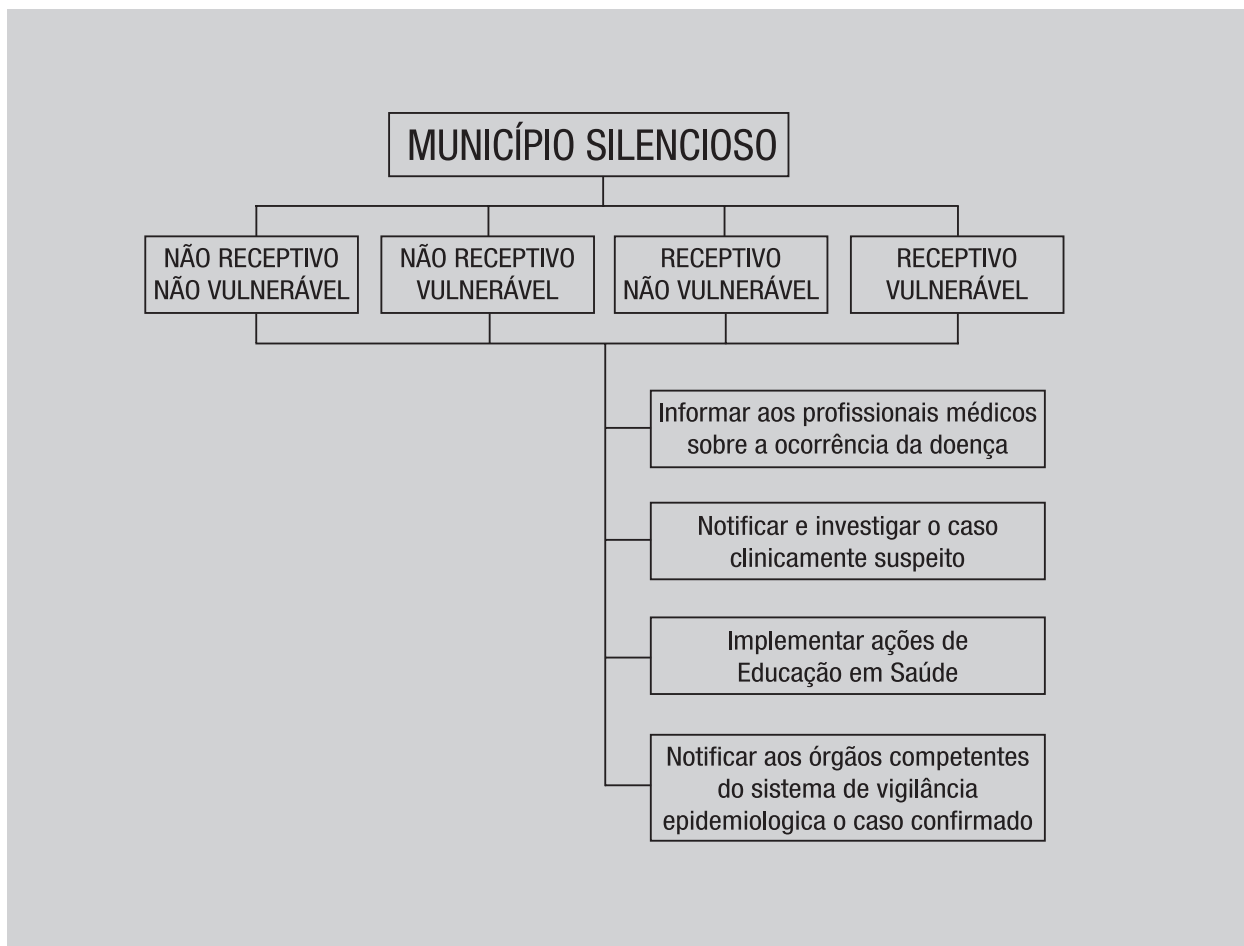 MUNICÍPIO SILENCIOSO
NÃO RECEPTIVO
NÃO VULNERÁVEL
NÃO RECEPTIVO
VULNERÁVEL
RECEPTIVO
NÃO VULNERÁVEL
RECEPTIVO
VULNERÁVEL
Informar aos profissionais médicos
sobre a ocorrência da doença
Notificar e investigar o caso
clinicamente suspeito
Implementar ações de
Educação em Saúde
Notificar aos órgãos competentes
do sistema de vigilância
epidemiologica o caso confirmado